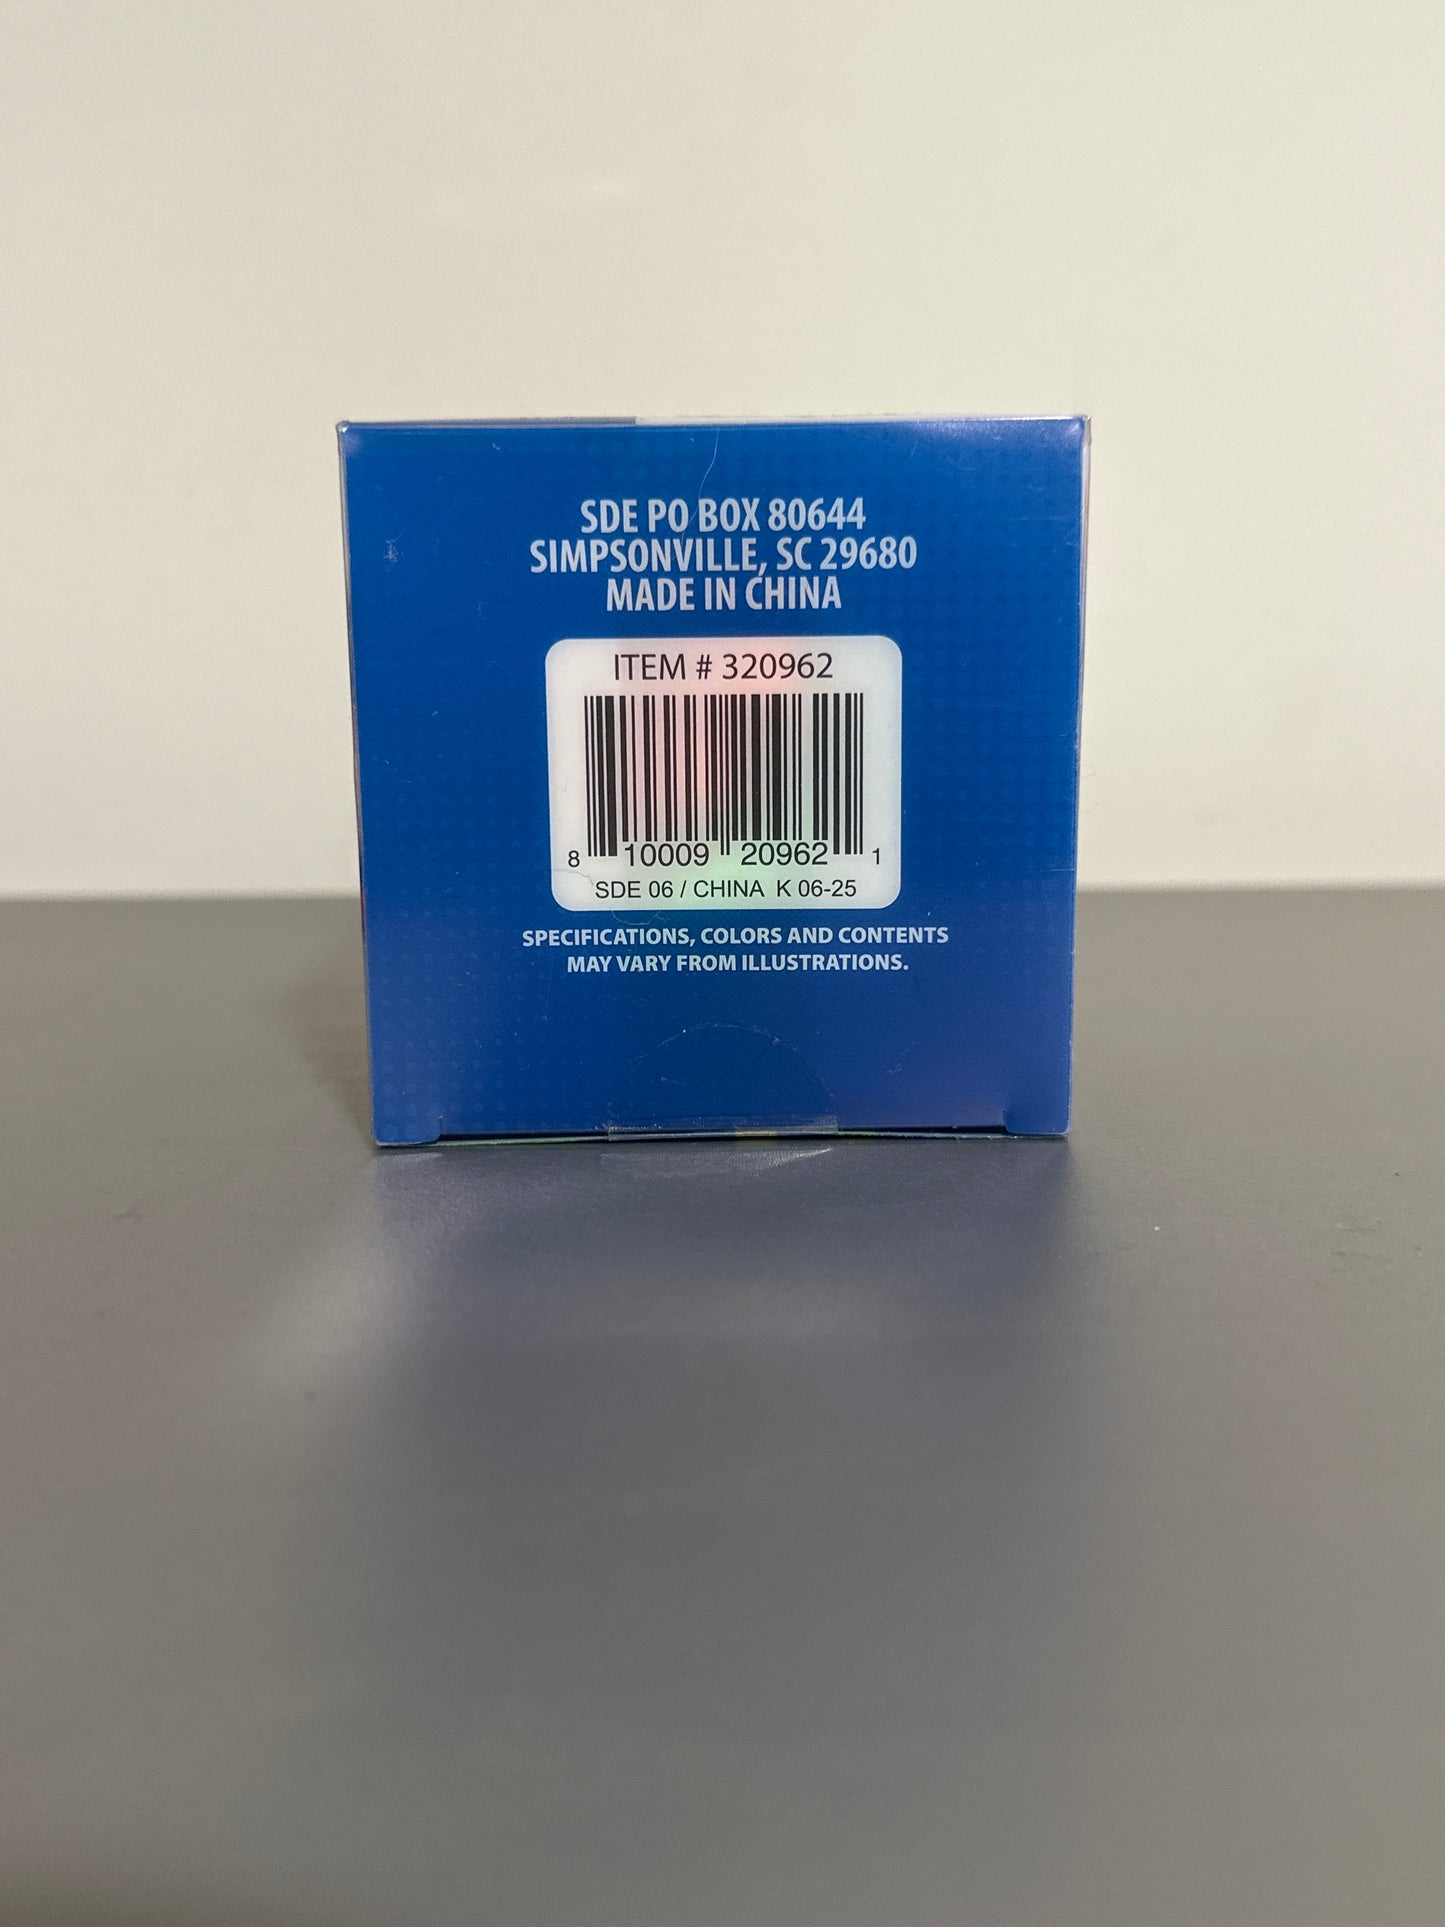 SDE PO BOX 80644
SIMPSONVILLE, SC 29680
MADE IN CHINA
ITEM # 320962
8 10009 20962 1
SDE 06 / CHINA K 06-25
SPECIFICATIONS, COLORS AND CONTENTS
MAY VARY FROM ILLUSTRATIONS.